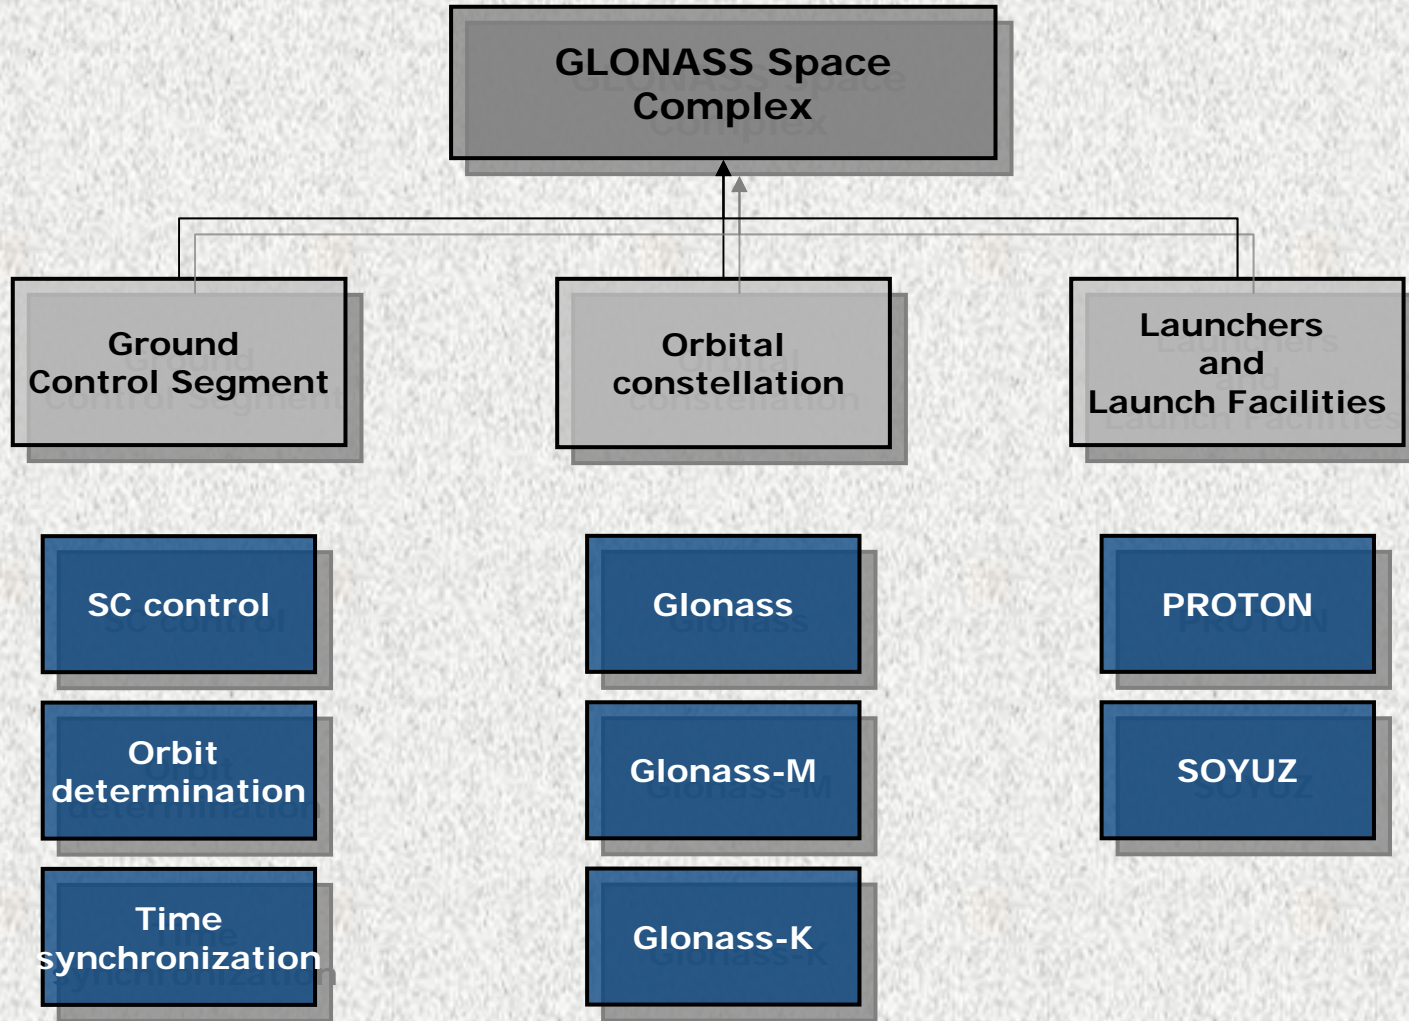 GLONASS Space
Complex
Ground
Control Segment
Orbital
constellation
Launchers
and
Launch Facilities
SC control
Glonass
PROTON
Orbit
determination
Glonass-M
SOYUZ
Time
synchronization
Glonass-K